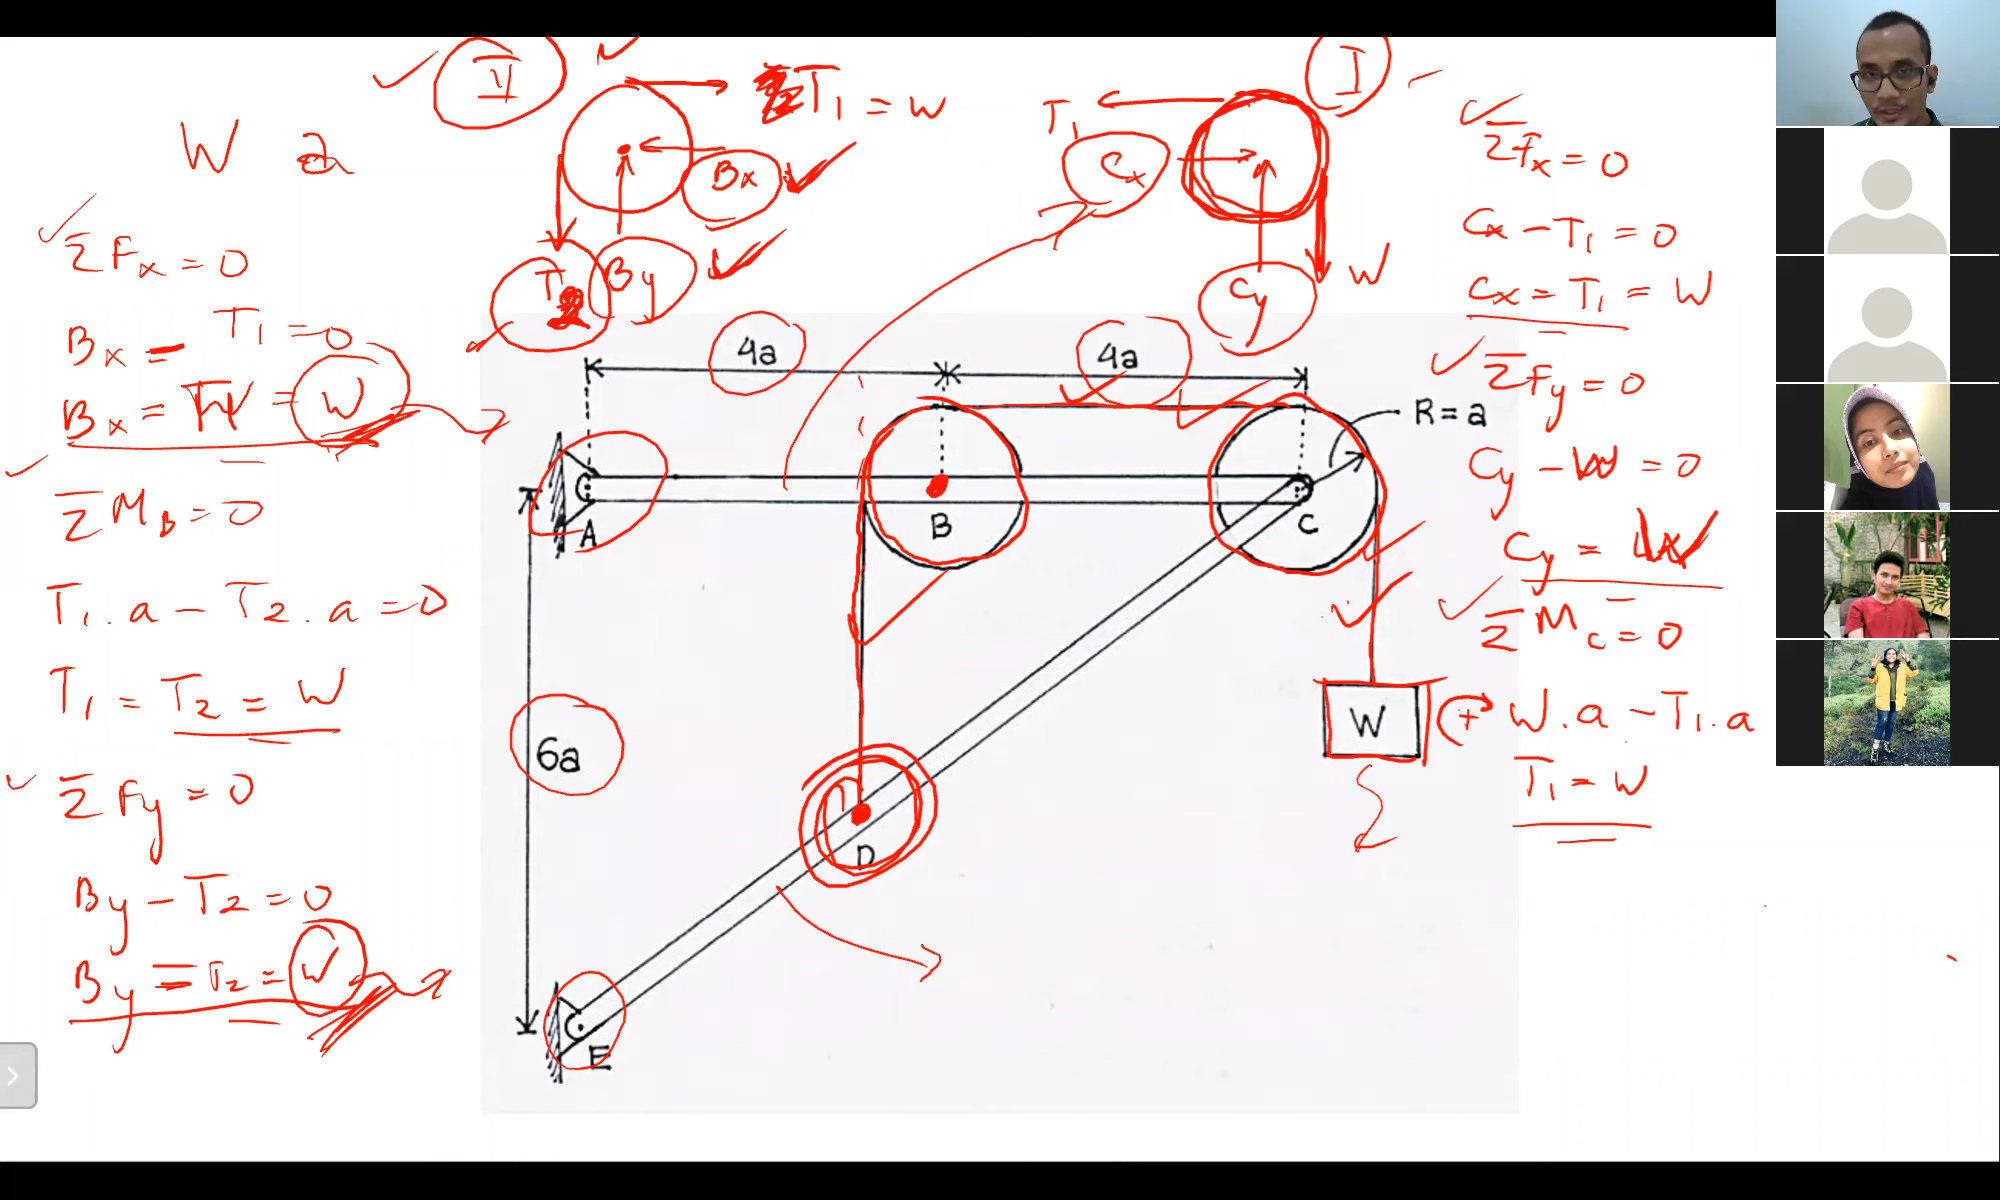 II
T1 = W
T1
I
W a
Bx
Cx
ΣFx = 0
ΣFx = 0
T
By
Cy
W
Cx - T1 = 0
Cx = T1 = W
Bx - T1 = 0
Bx = T1 = W
4a
4a
ΣFy = 0
R = a
Cy - W = 0
ΣMB = 0
A
B
C
Cy = W
T1 . a - T2 . a = 0
ΣMC = 0
T1 = T2 = W
6a
W
+ W . a - T1 . a
T1 = W
ΣFy = 0
D
By - T2 = 0
By = T2 = W
E